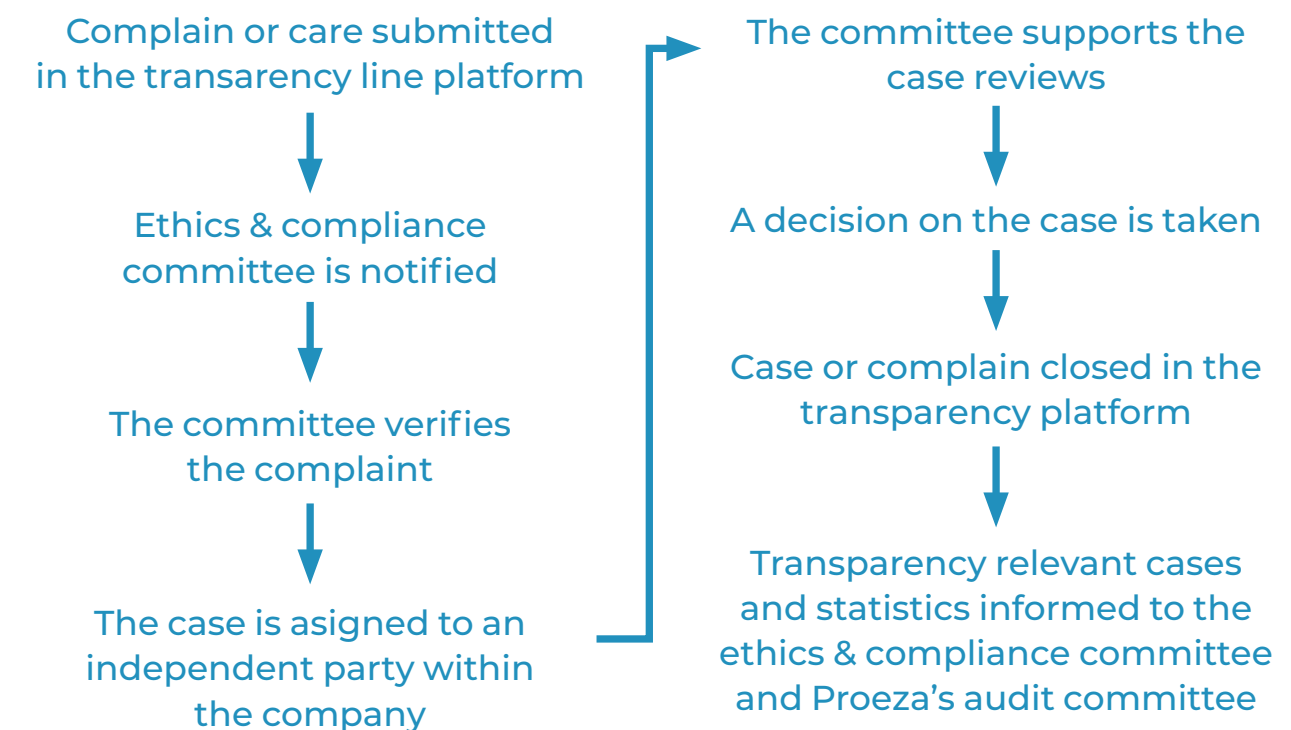 Complain or care submitted
in the transarency line platform
Ethics & compliance
committee is notified
The committee verifies
the complaint
The case is asigned to an
independent party within
the company
The committee supports the
case reviews
A decision on the case is taken
Case or complain closed in the
transparency platform
Transparency relevant cases
and statistics informed to the
ethics & compliance committee
and Proeza’s audit committee